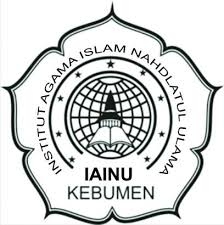 INSTITUT AGAMA ISLAM NAHDLATUL ULAMA
IAINU
KEBUMEN